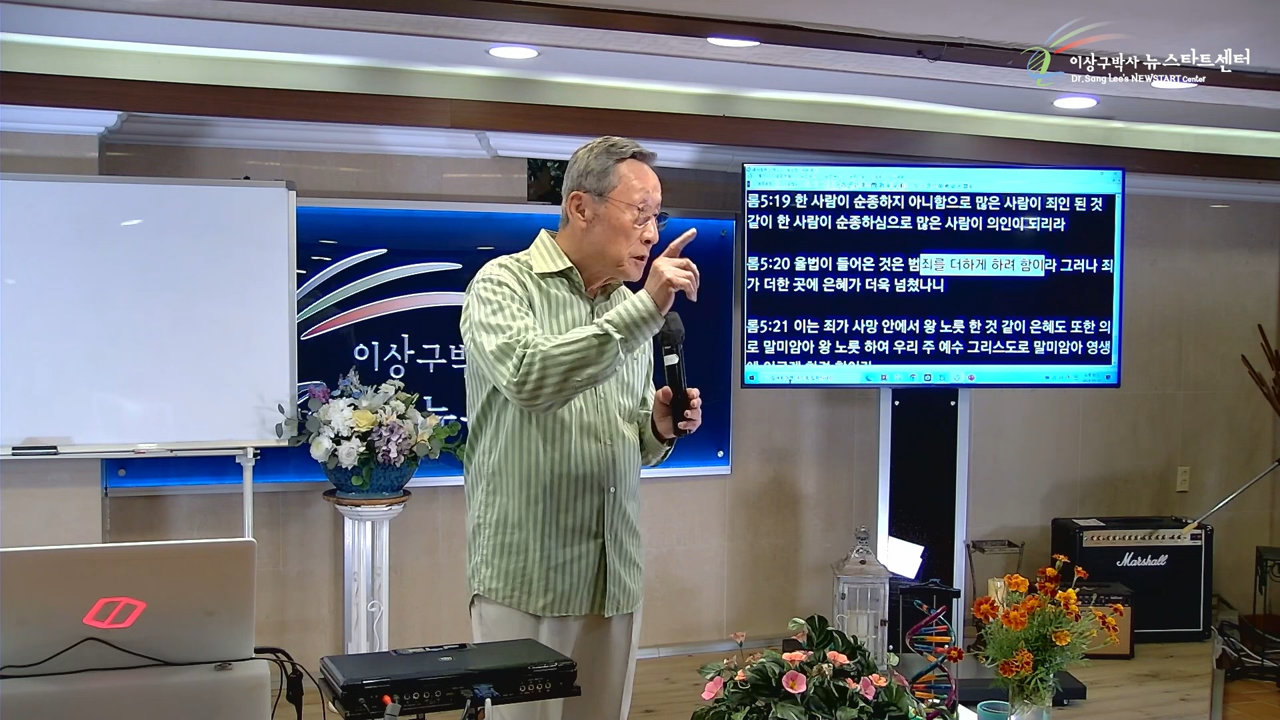 이상구박사 뉴스타트센터
Dr. Sang Lee's NEWSTART Center
롬5:19 한 사람이 순종하지 아니함으로 많은 사람이 죄인 된 것
같이 한 사람이 순종하심으로 많은 사람이 의인이 되리라
롬5:20 율법이 들어온 것은 범죄를 더하게 하려 함이라 그러나 죄
가 더한 곳에 은혜가 더욱 넘쳤나니
롬5:21 이는 죄가 사망 안에서 왕 노릇 한 것 같이 은혜도 또한 의
로 말미암아 왕 노릇 하여 우리 주 예수 그리스도로 말미암아 영생
이상구박
뉴
Marshall